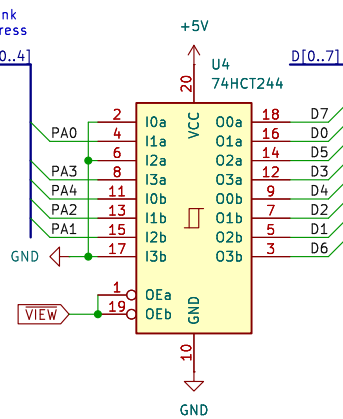 nk
ress
0..4]
+5V
U4
74HCT244
D[0..7]
20
VCC
2 I0a O0a 18 D7
PA0 4 I1a O1a 16 D0
6 I2a O2a 14 D5
PA3 8 I3a O3a 12 D3
PA4 11 I0b O0b 9 D4
PA2 13 I1b O1b 7 D2
PA1 15 I2b O2b 5 D1
GND 17 I3b O3b 3 D6
1 OEa
VIEW 19 OEb
GND
10
GND